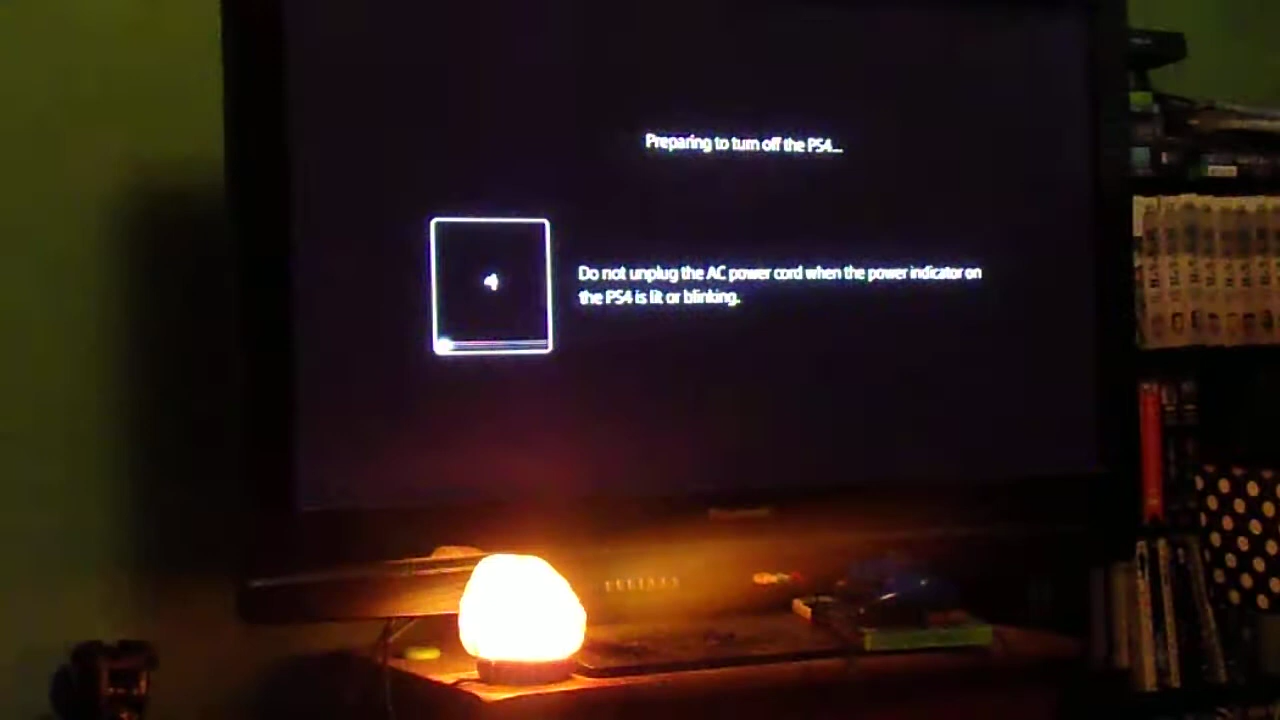 Preparing to turn off the PS4...
Do not unplug the AC power cord when the power indicator on
the PS4 is lit or blinking.